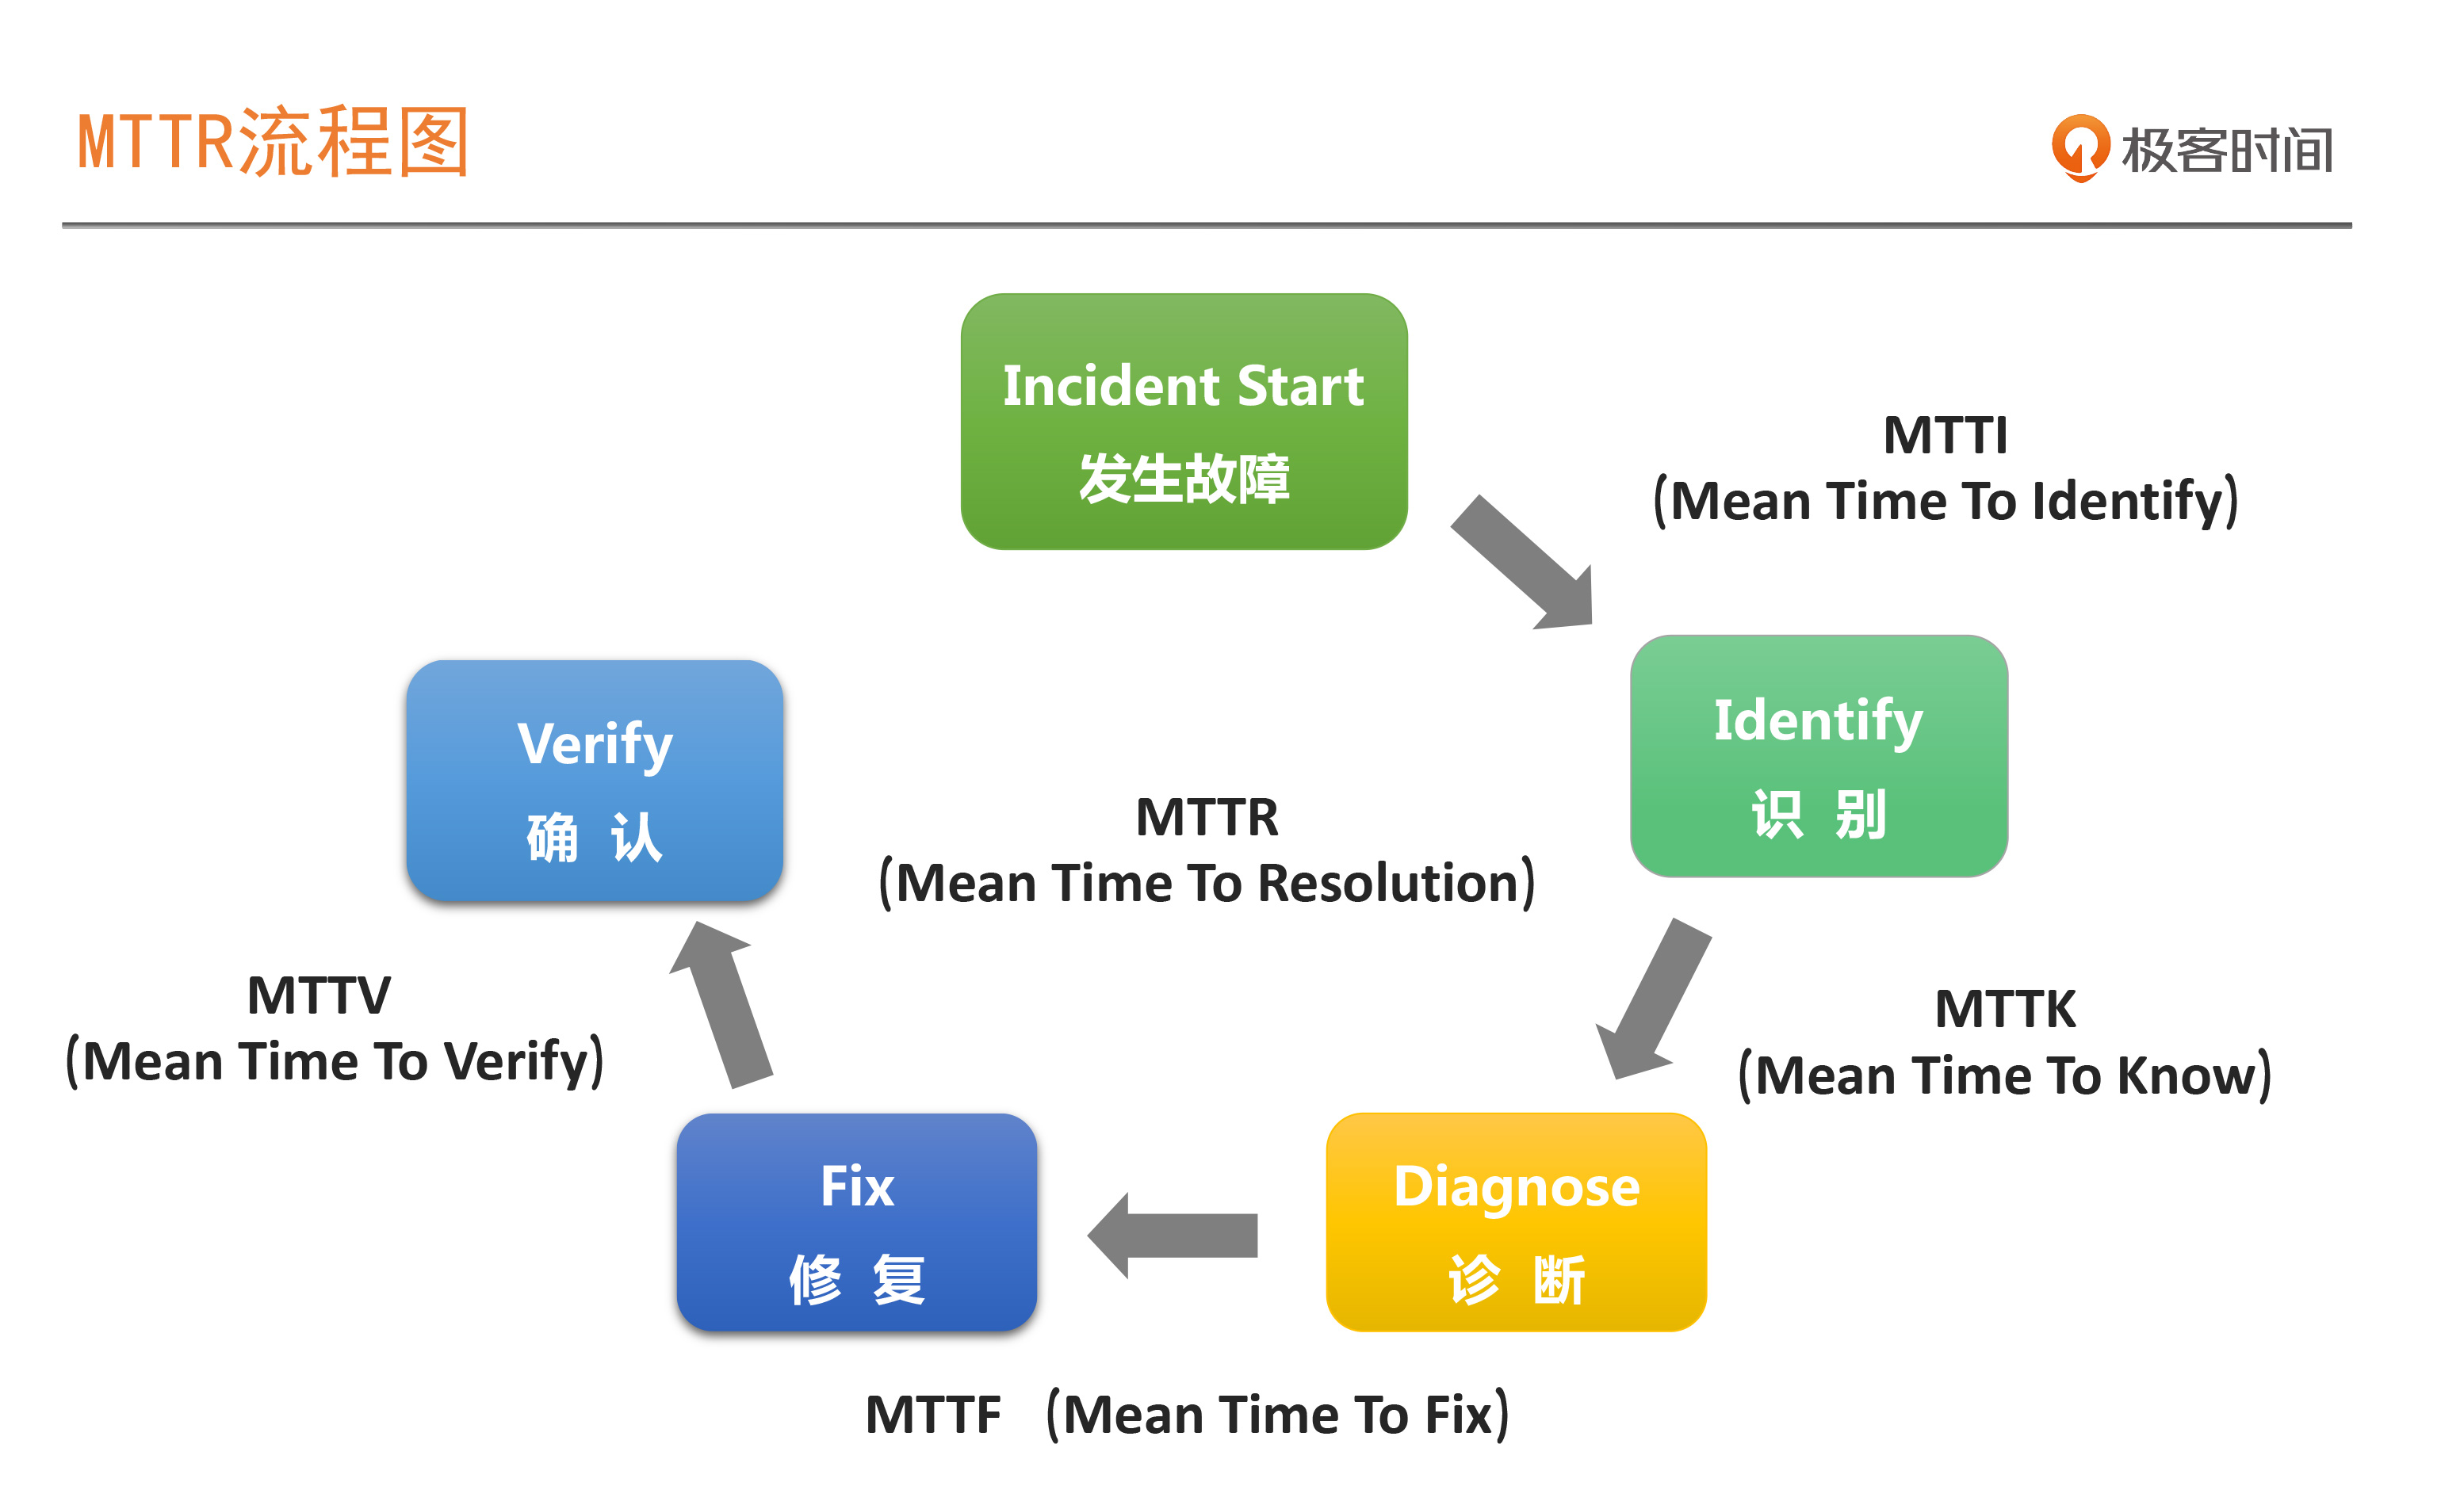 MTTR流程图
极客时间
Incident Start
发生故障
MTTI
(Mean Time To Identify)
Identify
识 别
Verify
确 认
MTTR
(Mean Time To Resolution)
MTTV
(Mean Time To Verify)
MTTK
(Mean Time To Know)
Fix
修 复
Diagnose
诊 断
MTTF (Mean Time To Fix)